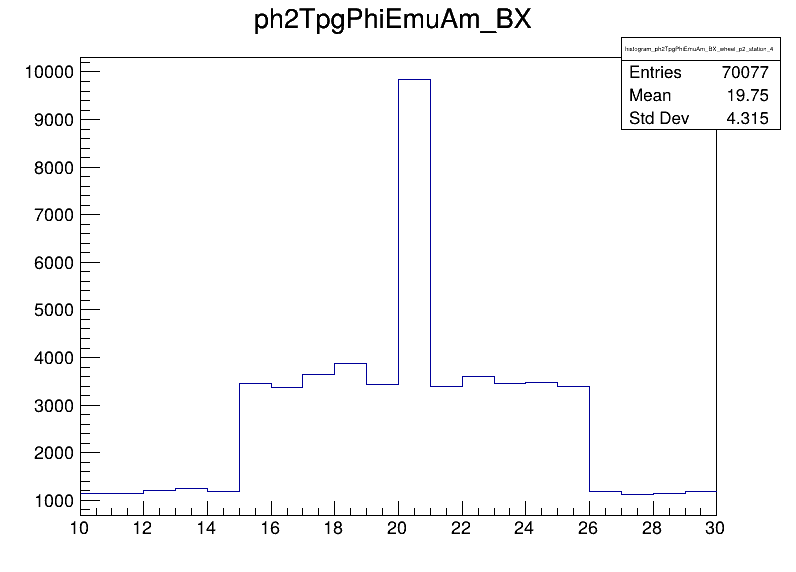 ph2TpgPhiEmuAm_BX
histogram_ph2TpgPhiEmuAm_BX_wheel_p2_station_4
Entries 70077
Mean 19.75
Std Dev 4.315
10000
9000
8000
7000
6000
5000
4000
3000
2000
1000
10 12 14 16 18 20 22 24 26 28 30